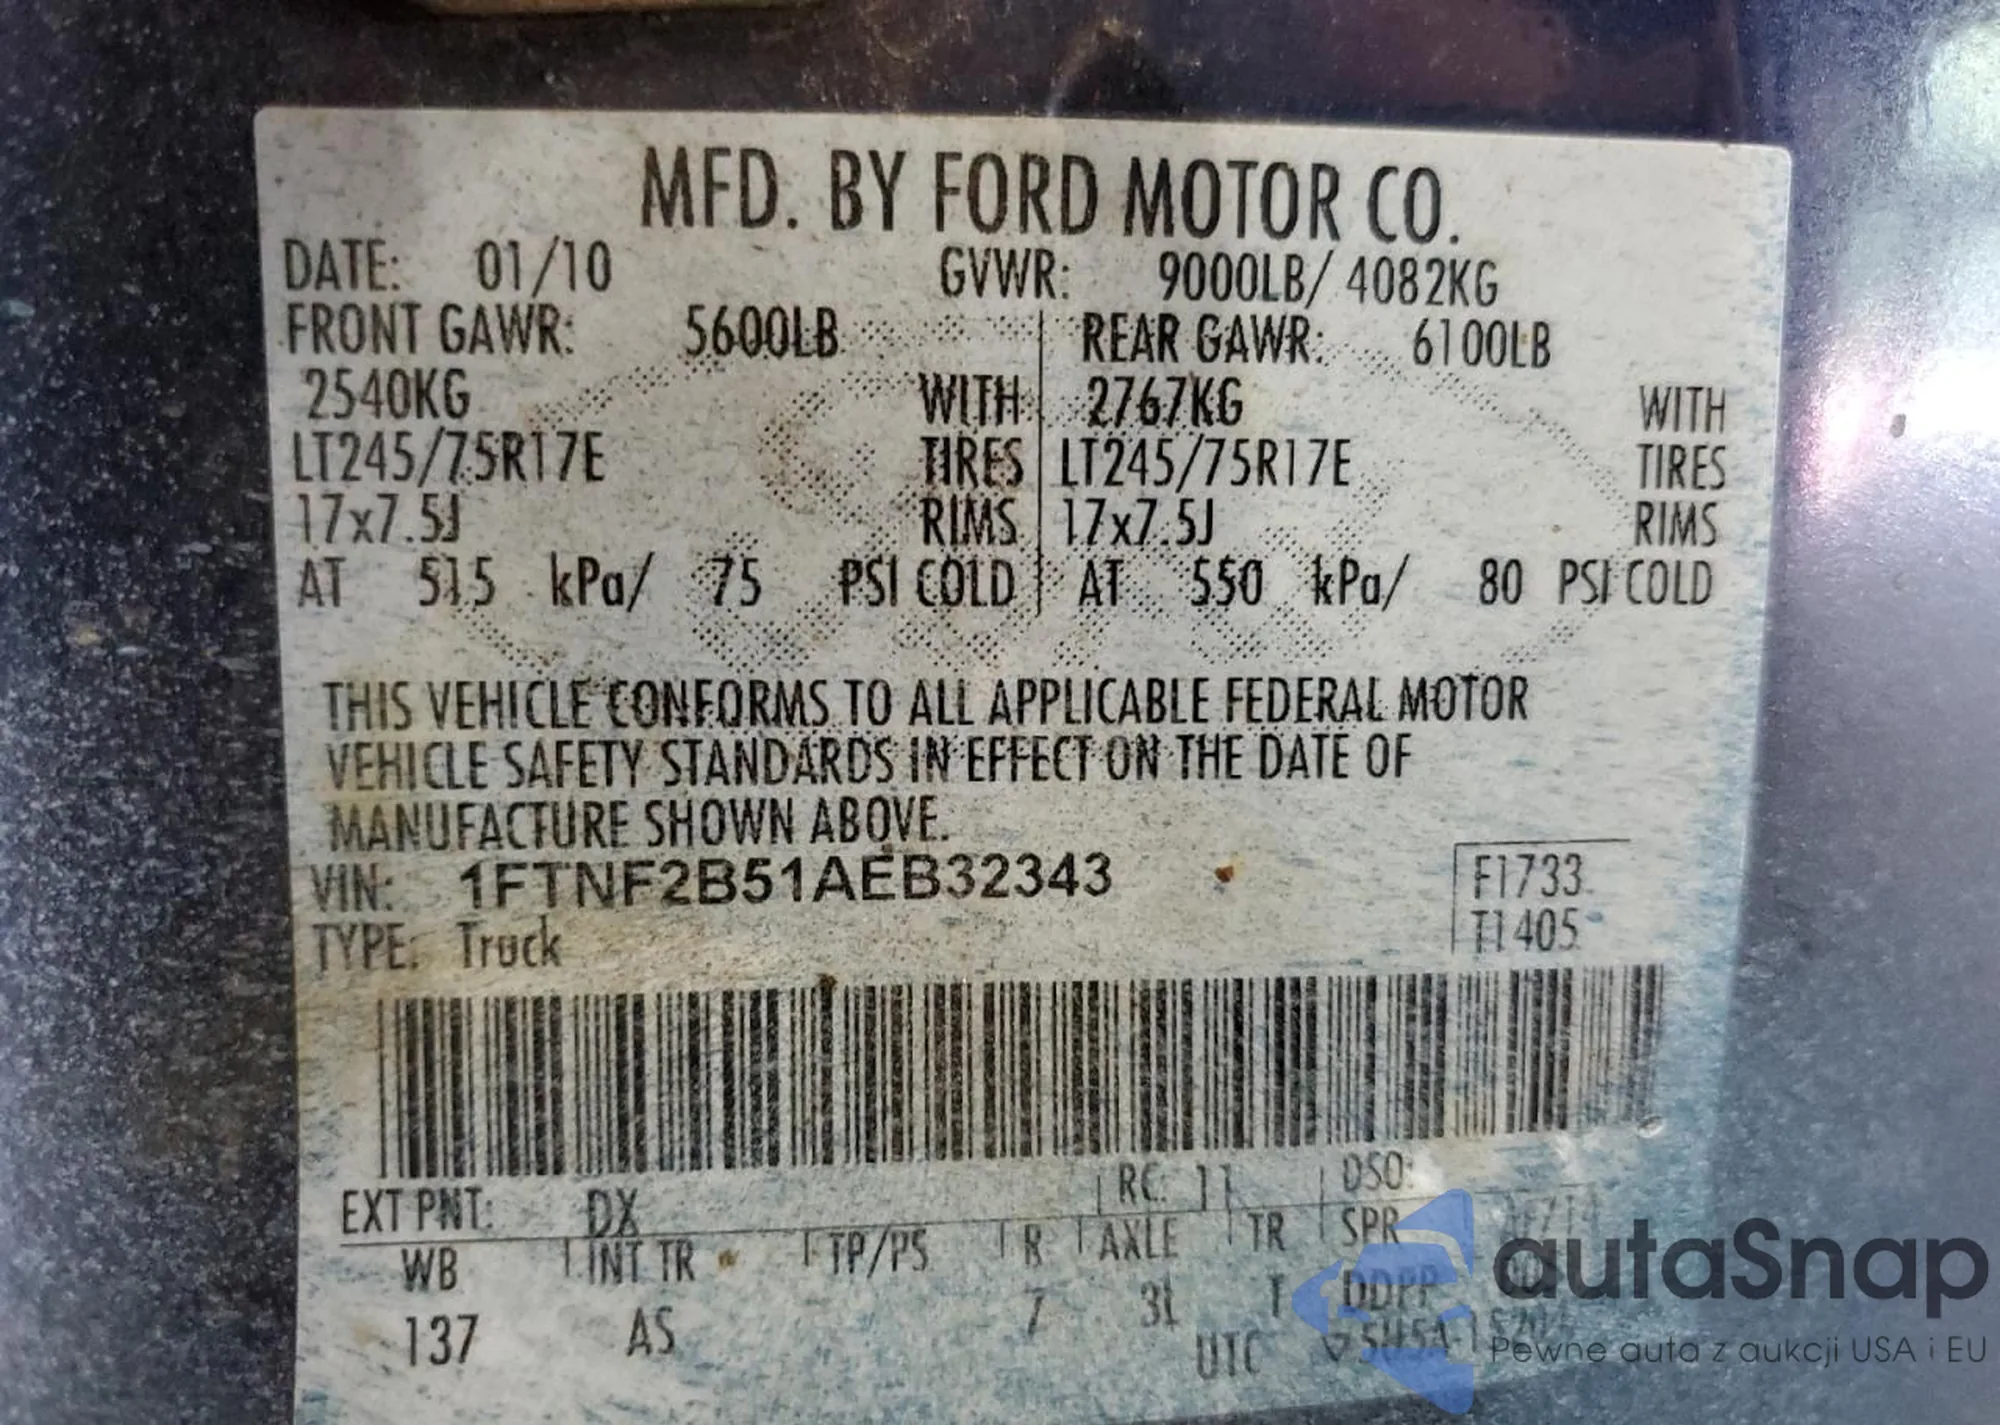 MFD. BY FORD MOTOR CO.
DATE: 01/10 GVWR: 9000LB/ 4082KG
FRONT GAWR: 5600LB REAR GAWR: 6100LB
2540KG WITH 2767KG WITH
LT245/75R17E TIRES LT245/75R17E TIRES
17x7.5J RIMS 17x7.5J RIMS
AT 515 kPa/ 75 PSI COLD AT 550 kPa/ 80 PSI COLD
THIS VEHICLE CONFORMS TO ALL APPLICABLE FEDERAL MOTOR
VEHICLE SAFETY STANDARDS IN EFFECT ON THE DATE OF
MANUFACTURE SHOWN ABOVE.
VIN: 1FTNF2B51AEB32343
F1733
TYPE: Truck
T1405
EXT PNT: DX RC: 11 DSO:
WB INT TR TP/PS R AXLE TR SPR
137 AS 7 3L T DDPP
UTC
autaSnap
Pewne auta z aukcji USA i EU